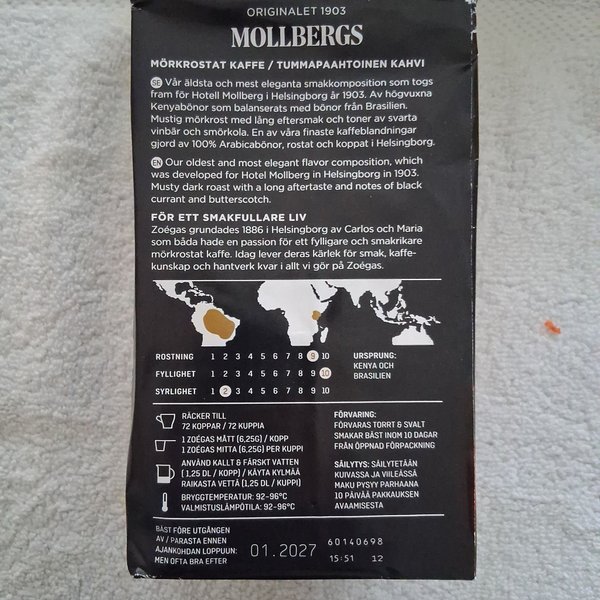 ORIGINALET 1903
MOLLBERGS
MÖRKROSTAT KAFFE / TUMMAPAAHTOINEN KAHVI
SE Vår äldsta och mest eleganta smakkomposition som togs
fram för Hotell Mollberg i Helsingborg år 1903. Av högvuxna
Kenyabönor som balanserats med bönor från Brasilien.
Mustig mörkrost med lång eftersmak och toner av svarta
vinbär och smörkola. En av våra finaste kaffeblandningar
gjord av 100% Arabicabönor, rostat och koppat i Helsingborg.
EN Our oldest and most elegant flavor composition, which
was developed for Hotel Mollberg in Helsingborg in 1903.
Musty dark roast with a long aftertaste and notes of black
currant and butterscotch.
FÖR ETT SMAKFULLARE LIV
Zoégas grundades 1886 i Helsingborg av Carlos och Maria
som båda hade en passion för ett fylligare och smakrikare
mörkrostat kaffe. Idag lever deras kärlek för smak, kaffe-
kunskap och hantverk kvar i allt vi gör på Zoégas.
ROSTNING 1 2 3 4 5 6 7 8 9 10
FYLLIGHET 1 2 3 4 5 6 7 8 9 10
SYRLIGHET 1 2 3 4 5 6 7 8 9 10
URSPRUNG:
KENYA OCH
BRASILIEN
RÄCKER TILL
72 KOPPAR / 72 KUPPIA
1 ZOÉGAS MÅTT (6,25G) / KOPP
1 ZOÉGAS MITTA (6,25G) PER KUPPI
ANVÄND KALLT & FÄRSKT VATTEN
(1,25 DL / KOPP) / KÄYTÄ KYLMÄÄ
RAIKASTA VETTÄ (1,25 DL / KUPPI)
BRYGGTEMPERATUR: 92-96°C
VALMISTUSLÄMPÖTILA: 92-96°C
FÖRVARING:
FÖRVARAS TORRT & SVALT
SMAKAR BÄST INOM 10 DAGAR
FRÅN ÖPPNAD FÖRPACKNING
SÄILYTYS: SÄILYTETÄÄN
KUIVASSA JA VIILEÄSSÄ
MAKU PYSYY PARHAANA
10 PÄIVÄÄ PAKKAUKSEN
AVAAMISESTA
BÄST FÖRE UTGÅNGEN
AV / PARASTA ENNEN
AJANKOHDAN LOPPUUN:
MEN OFTA BRA EFTER
01.2027
60140698
15:51 12